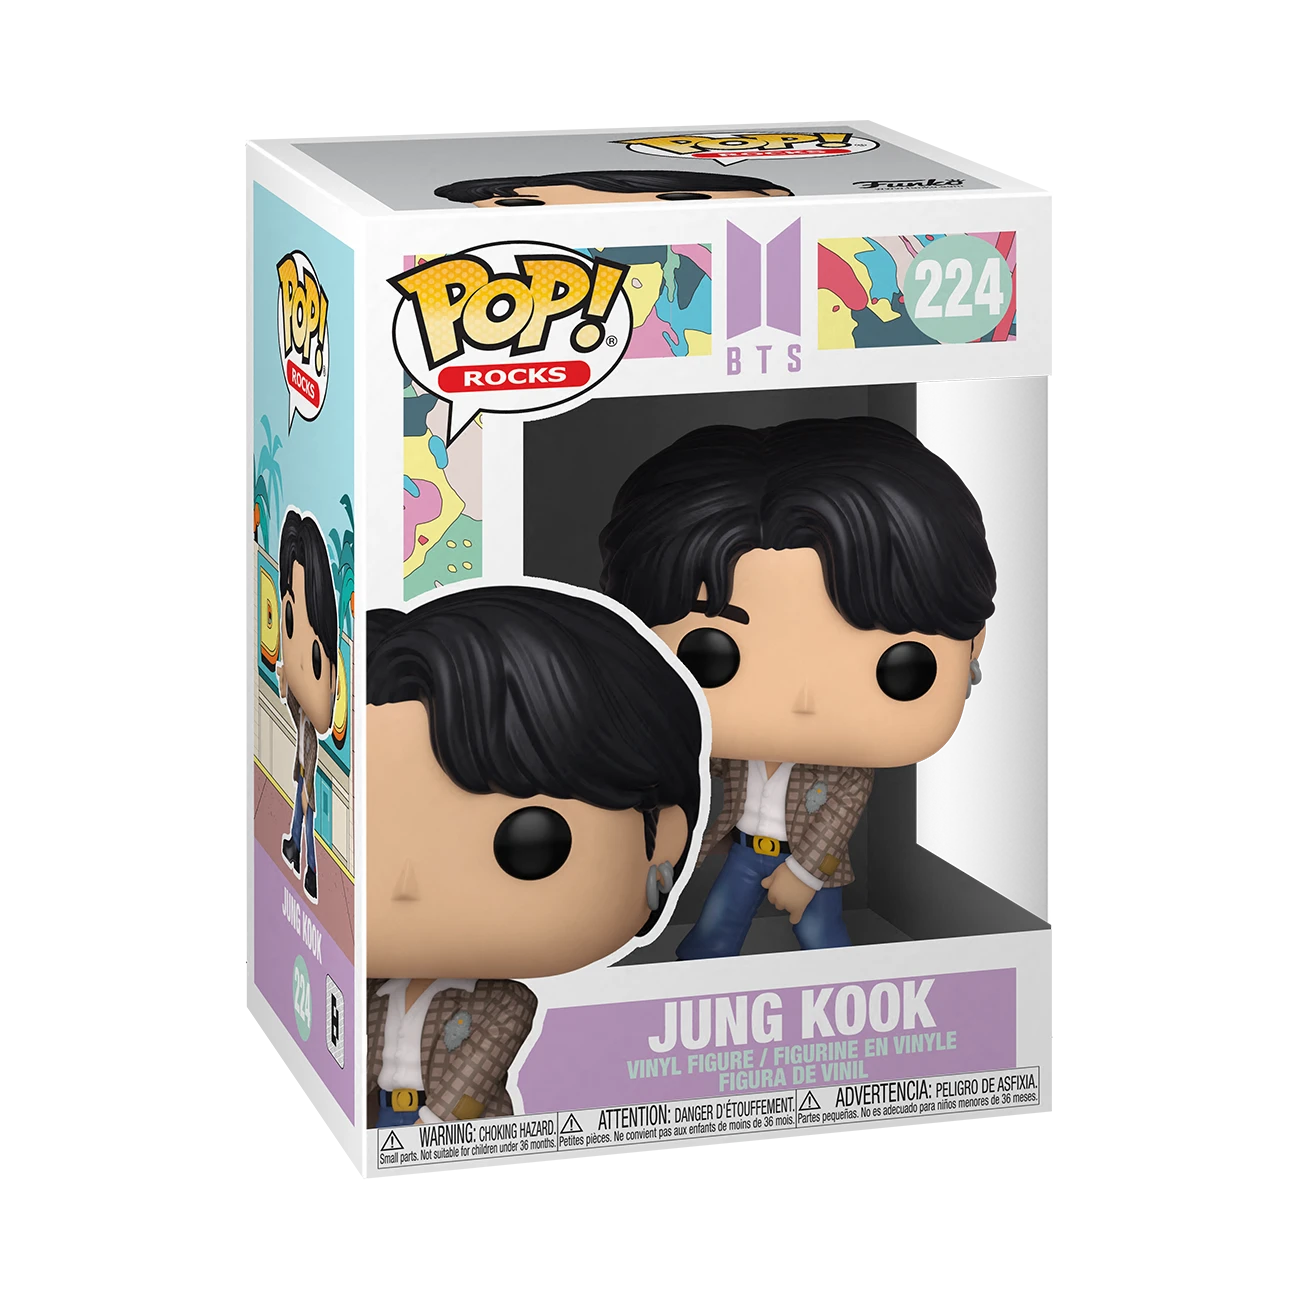 POP!
ROCKS
Funko
POP! ®
ROCKS
BTS
224
POP!
ROCKS
JUNG KOOK
224
JUNG KOOK
VINYL FIGURE / FIGURINE EN VINYLE
FIGURA DE VINIL
WARNING: CHOKING HAZARD.
Small parts. Not suitable for children under 36 months.
ATTENTION: DANGER D'ÉTOUFFEMENT.
Petites pièces. Ne convient pas aux enfants de moins de 36 mois.
ADVERTENCIA: PELIGRO DE ASFIXIA.
Partes pequeñas. No es adecuado para niños menores de 36 meses.